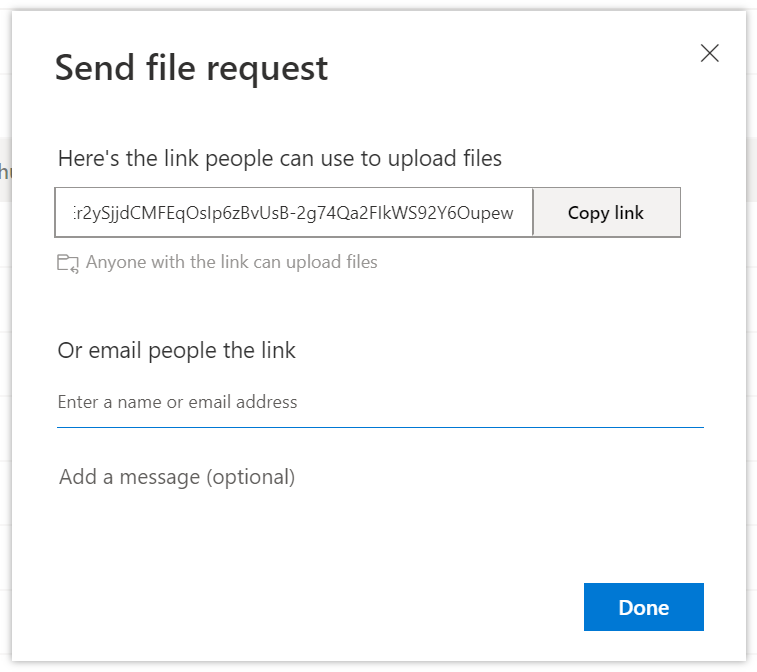 Send file request
Here's the link people can use to upload files
r2ySjjdCMFEqOsIp6zBvUsB-2g74Qa2FIkWS92Y6Oupew
Copy link
Anyone with the link can upload files
Or email people the link
Enter a name or email address
Add a message (optional)
Done